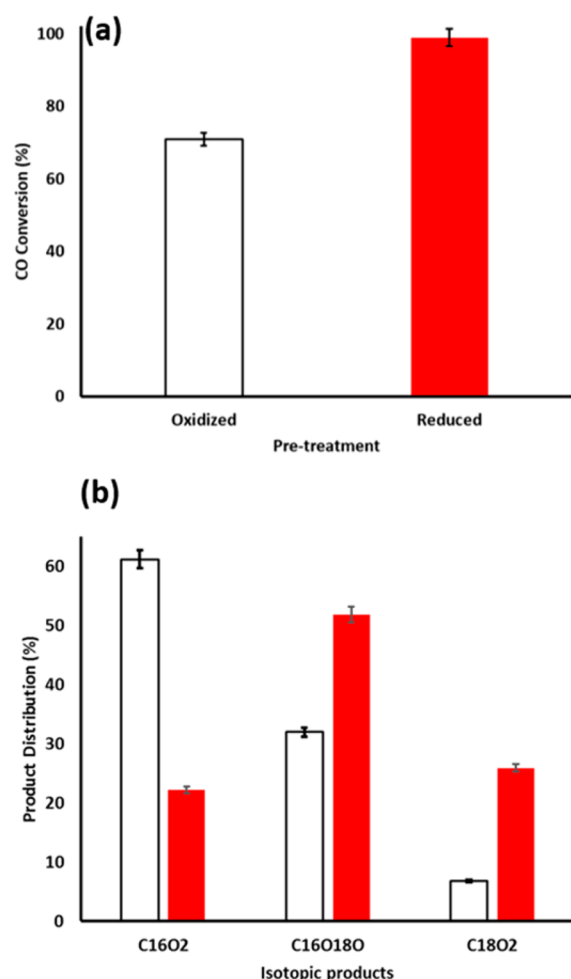 (a)
100
80
60
40
20
0
CO Conversion (%)
Oxidized
Reduced
Pre-treatment
(b)
60
50
40
30
20
10
0
Product Distribution (%)
C16O2
C16O18O
C18O2
Isotopic products